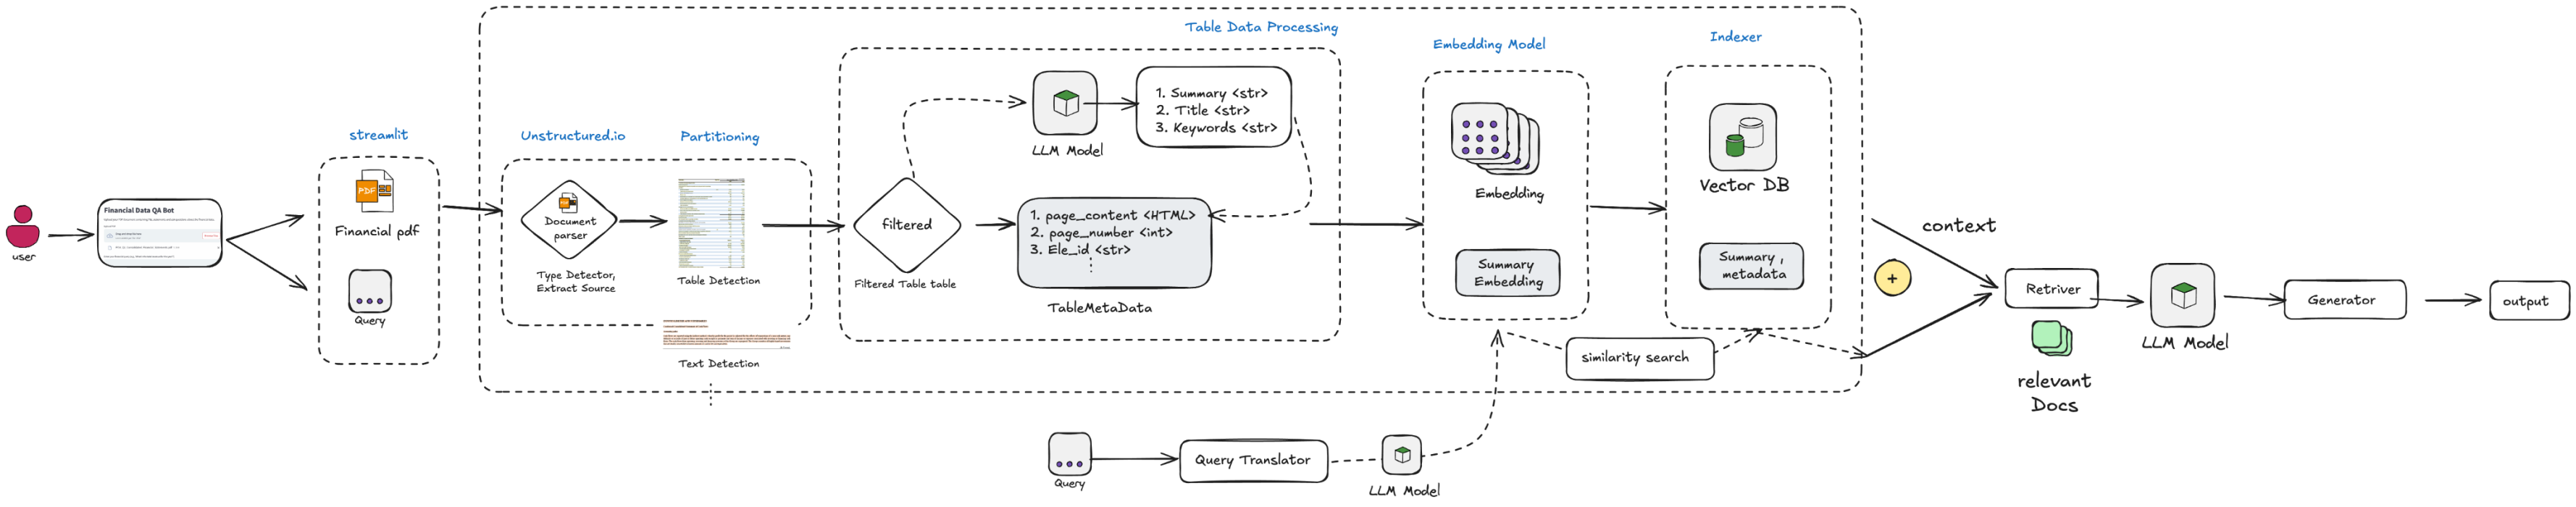 Table Data Processing
Embedding Model
Indexer
streamlit
Unstructured.io
Partitioning
user
Financial Data QA Bot
PDF
Financial pdf
Query
Document
parser
Type Detector,
Extract Source
Table Detection
Text Detection
filtered
Filtered Table table
LLM Model
1. Summary <str>
2. Title <str>
3. Keywords <str>
1. page_content <HTML>
2. page_number <int>
3. Ele_id <str>
TableMetaData
Embedding
Summary
Embedding
Vector DB
Summary ,
metadata
similarity search
Query
Query Translator
LLM Model
context
+
Retriver
relevant
Docs
LLM Model
Generator
output